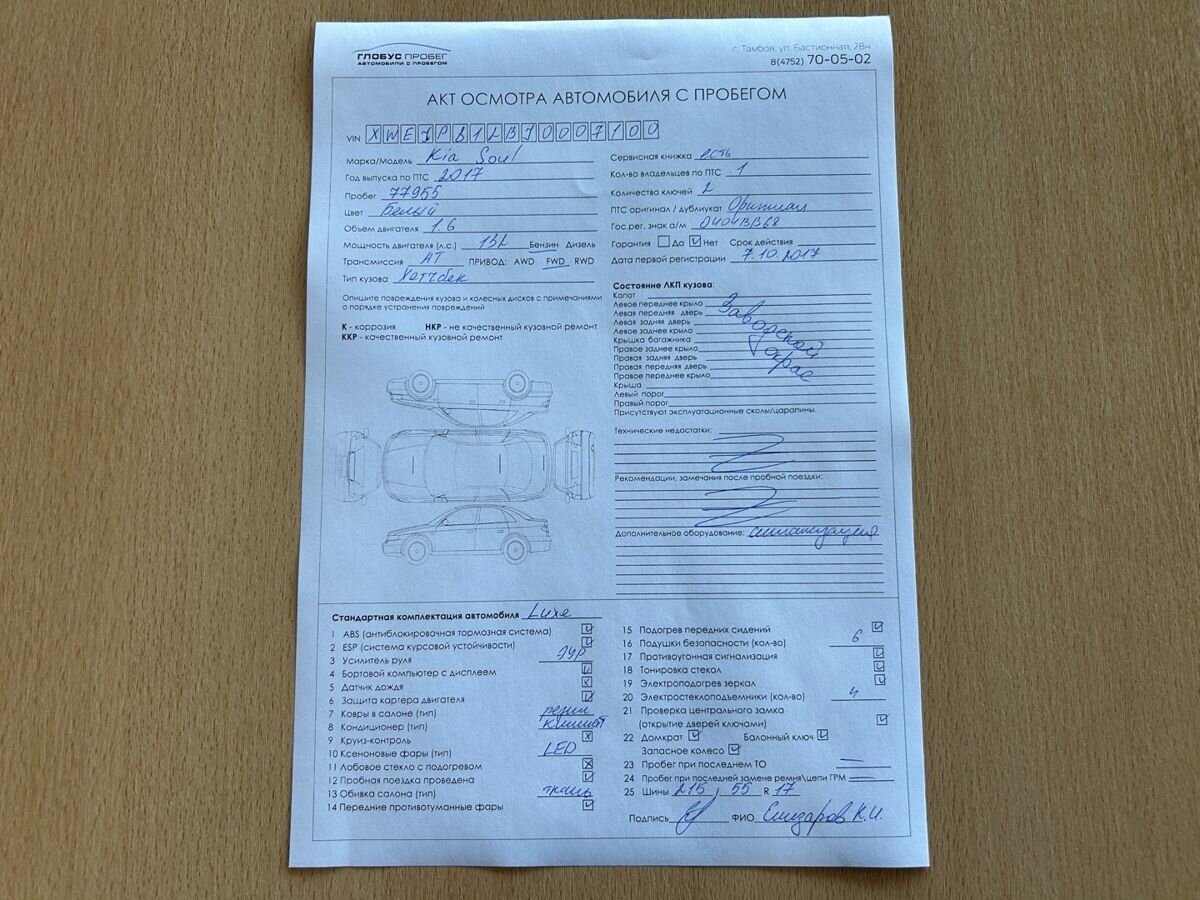 ГЛОБУС ПРОБЕГ
АВТОМОБИЛИ С ПРОБЕГОМ
г. Тамбов, ул. Бастионная, 28н
8(4752) 70-05-02
АКТ ОСМОТРА АВТОМОБИЛЯ С ПРОБЕГОМ
VIN XWEJP81LBJ0007100
Марка/Модель Kia Soul
Год выпуска по ПТС 2017
Пробег 77955
Цвет Белый
Объем двигателя 1.6
Мощность двигателя (л.с.) 132 Бензин Дизель
Трансмиссия АТ ПРИВОД: AWD FWD RWD
Тип кузова Хетчбек
Сервисная книжка есть
Кол-во владельцев по ПТС 1
Количество ключей 2
ПТС оригинал / дубликат Оригинал
Гос.рег. знак а/м О404ВВ68
Гарантия Да V Нет Срок действия
Дата первой регистрации 7.10.2017
Опишите повреждения кузова и колесных дисков с примечаниями
о порядке устранения повреждений
К - коррозия НКР - не качественный кузовной ремонт
ККР - качественный кузовной ремонт
Состояние ЛКП кузова:
Капот
Левое переднее крыло
Левая передняя дверь
Левая задняя дверь
Левое заднее крыло
Крышка багажника
Правое заднее крыло
Правая задняя дверь
Правая передняя дверь
Правое переднее крыло
Крыша
Левый порог
Правый порог
Заводской
окрас
Присутствуют эксплуатационные сколы/царапины.
Технические недостатки:
Рекомендации, замечания после пробной поездки:
Дополнительное оборудование: сигнализация
Стандартная комплектация автомобиля Luxe
1 ABS (антиблокировочная тормозная система) V
2 ESP (система курсовой устойчивости) V
3 Усилитель руля ЭУР
4 Бортовой компьютер с дисплеем V
5 Датчик дождя X
6 Защита картера двигателя V
7 Ковры в салоне (тип) резин
8 Кондиционер (тип) климат
9 Круиз-контроль X
10 Ксеноновые фары (тип) LED
11 Лобовое стекло с подогревом X
12 Пробная поездка проведена V
13 Обивка салона (тип) ткань
14 Передние противотуманные фары V
15 Подогрев передних сидений V
16 Подушки безопасности (кол-во) 6
17 Противоугонная сигнализация V
18 Тонировка стекол V
19 Электроподогрев зеркал V
20 Электростеклоподъемники (кол-во) 4
21 Проверка центрального замка
(открытие дверей ключами) V
22 Домкрат V Балонный ключ V
Запасное колесо V
23 Пробег при последнем ТО —
24 Пробег при последней замене ремня\цепи ГРМ —
25 Шины 215 / 55 R 17
Подпись ФИО